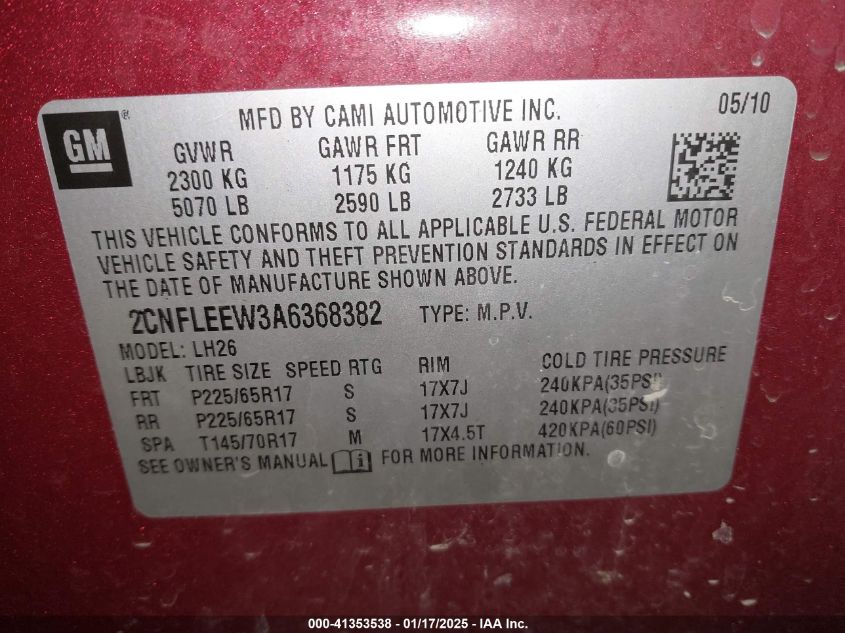 GM®
MFD BY CAMI AUTOMOTIVE INC. 05/10
GVWR GAWR FRT GAWR RR
2300 KG 1175 KG 1240 KG
5070 LB 2590 LB 2733 LB
THIS VEHICLE CONFORMS TO ALL APPLICABLE U.S. FEDERAL MOTOR
VEHICLE SAFETY AND THEFT PREVENTION STANDARDS IN EFFECT ON
THE DATE OF MANUFACTURE SHOWN ABOVE.
2CNFLEEW3A6368382 TYPE: M.P.V.
MODEL: LH26
LBJK TIRE SIZE SPEED RTG RIM COLD TIRE PRESSURE
FRT P225/65R17 S 17X7J 240KPA(35PSI)
RR P225/65R17 S 17X7J 240KPA(35PSI)
SPA T145/70R17 M 17X4.5T 420KPA(60PSI)
SEE OWNER'S MANUAL i FOR MORE INFORMATION.
000-41353538 - 01/17/2025 - IAA Inc.